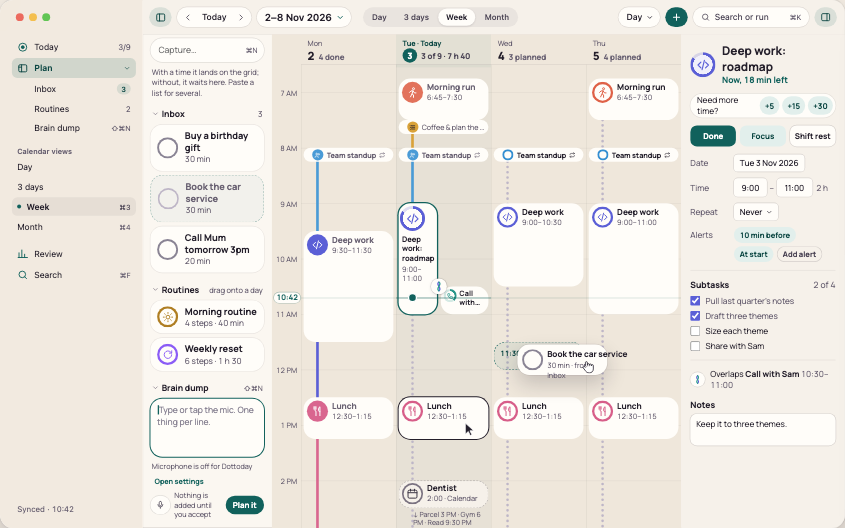 Today 3/9
Plan
Inbox 3
Routines 2
Brain dump ⇧⌘N
Calendar views
Day
3 days
Week ⌘3
Month ⌘4
Review
Search ⌘F
Synced · 10:42
Today
2–8 Nov 2026
Day
3 days
Week
Month
Day
Search or run ⌘K
Capture... ⌘N
With a time it lands on the grid;
without, it waits here. Paste a
list for several.
Inbox 3
Buy a birthday
gift
30 min
Book the car
service
30 min
Call Mum
tomorrow 3pm
20 min
Routines drag onto a day
Morning routine
4 steps · 40 min
Weekly reset
6 steps · 1 h 30
Brain dump ⇧⌘N
Type or tap the mic. One
thing per line.
Microphone is off for Dottoday
Open settings
Nothing is
added until
you accept
Plan it
Mon
2 4 done
Tue · Today
3 3 of 9 · 7 h 40
Wed
4 3 planned
Thu
5 4 planned
7 AM
8 AM
9 AM
10 AM
10:42
11 AM
12 PM
1 PM
2 PM
Team standup
Deep work
9:30–11:30
Lunch
12:30–1:15
Morning run
6:45–7:30
Coffee & plan the ...
Team standup
Deep
work:
roadmap
9:00–
11:00
Call
with...
Lunch
12:30–1:15
Dentist
2:00 · Calendar
↓ Parcel 3 PM · Gym 6
PM · Read 9:30 PM
Team standup
Deep work
9:00–10:30
11:30
Book the car service
30 min · from
Inbox
Lunch
12:30–1:15
Morning run
6:45–7:30
Team standup
Deep work
9:00–11:00
Lunch
12:30–1:15
Deep work:
roadmap
Now, 18 min left
Need more
time?
+5
+15
+30
Done
Focus
Shift rest
Date Tue 3 Nov 2026
Time 9:00 – 11:00 2 h
Repeat Never
Alerts 10 min before
At start Add alert
Subtasks 2 of 4
Pull last quarter's notes
Draft three themes
Size each theme
Share with Sam
Overlaps Call with Sam 10:30–
11:00
Notes
Keep it to three themes.